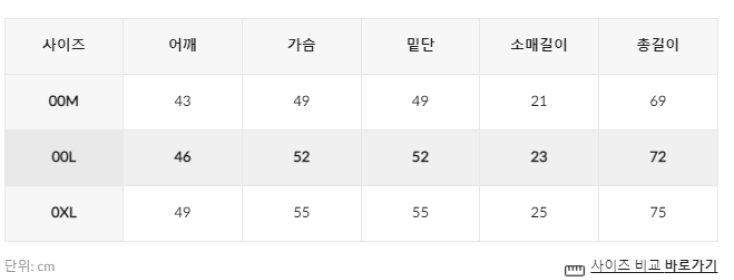 사이즈 어깨 가슴 밑단 소매길이 총길이
00M 43 49 49 21 69
00L 46 52 52 23 72
0XL 49 55 55 25 75
단위: cm 사이즈 비교 바로가기